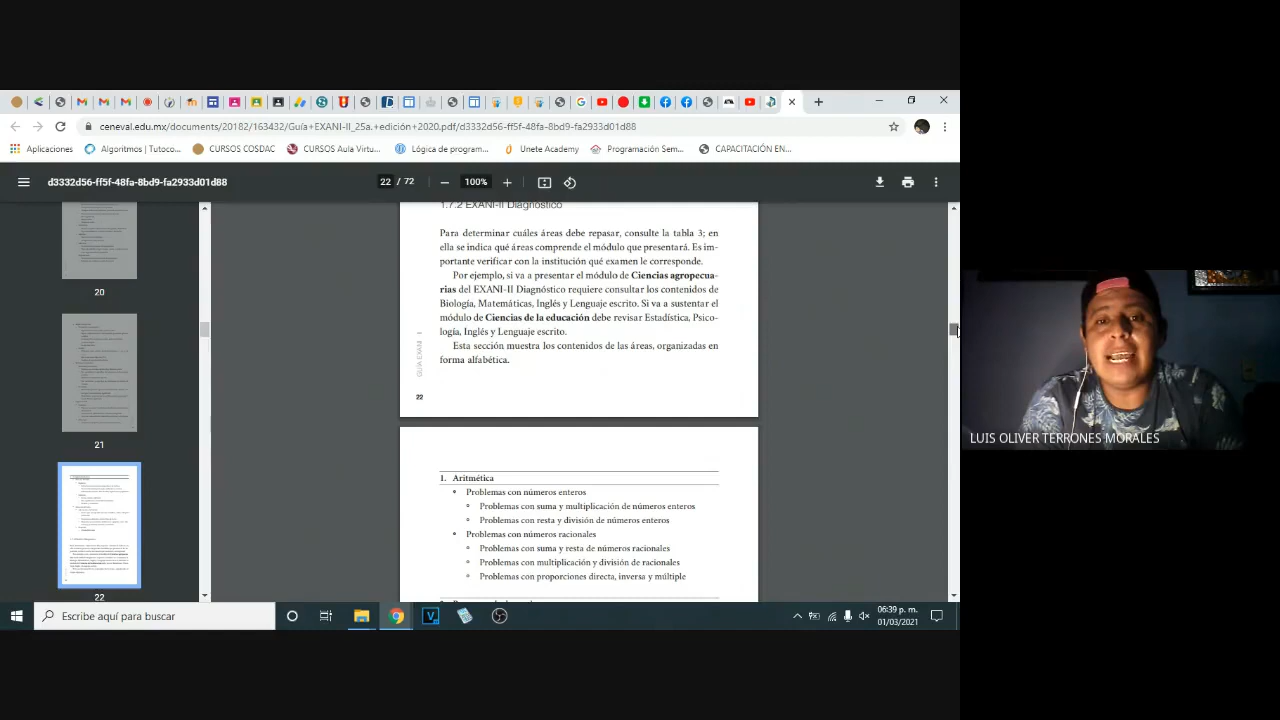 ceneval.edu.mx/documents/20182/163432/Guía+EXANI-II_25a.+edición+2020.pdf/d3332d56-ff5f-48fa-8bd9-fa2933d01d88
Aplicaciones
Algoritmos | Tutoco...
CURSOS COSDAC
CURSOS Aula Virtu...
Lógica de program...
Unete Academy
Programación Sem...
CAPACITACIÓN EN...
d3332d56-ff5f-48fa-8bd9-fa2933d01d88
22 / 72
100%
20
21
22
1.7.2 EXANI-II Diagnóstico
Para determinar cuáles áreas debe repasar, consulte la tabla 3; en
ella se indica qué áreas comprende el módulo que presentará. Es im-
portante verificar con la institución qué examen le corresponde.
Por ejemplo, si va a presentar el módulo de Ciencias agropecua-
rias del EXANI-II Diagnóstico requiere consultar los contenidos de
Biología, Matemáticas, Inglés y Lenguaje escrito. Si va a sustentar el
módulo de Ciencias de la educación debe revisar Estadística, Psico-
logía, Inglés y Lenguaje escrito.
Esta sección muestra los contenidos de las áreas, organizadas en
forma alfabética.
GUÍA EXANI
22
1. Aritmética
Problemas con números enteros
Problemas con suma y multiplicación de números enteros
Problemas con resta y división de números enteros
Problemas con números racionales
Problemas con suma y resta de números racionales
Problemas con multiplicación y división de racionales
Problemas con proporciones directa, inversa y múltiple
LUIS OLIVER TERRONES MORALES
Escribe aquí para buscar
06:39 p. m.
01/03/2021